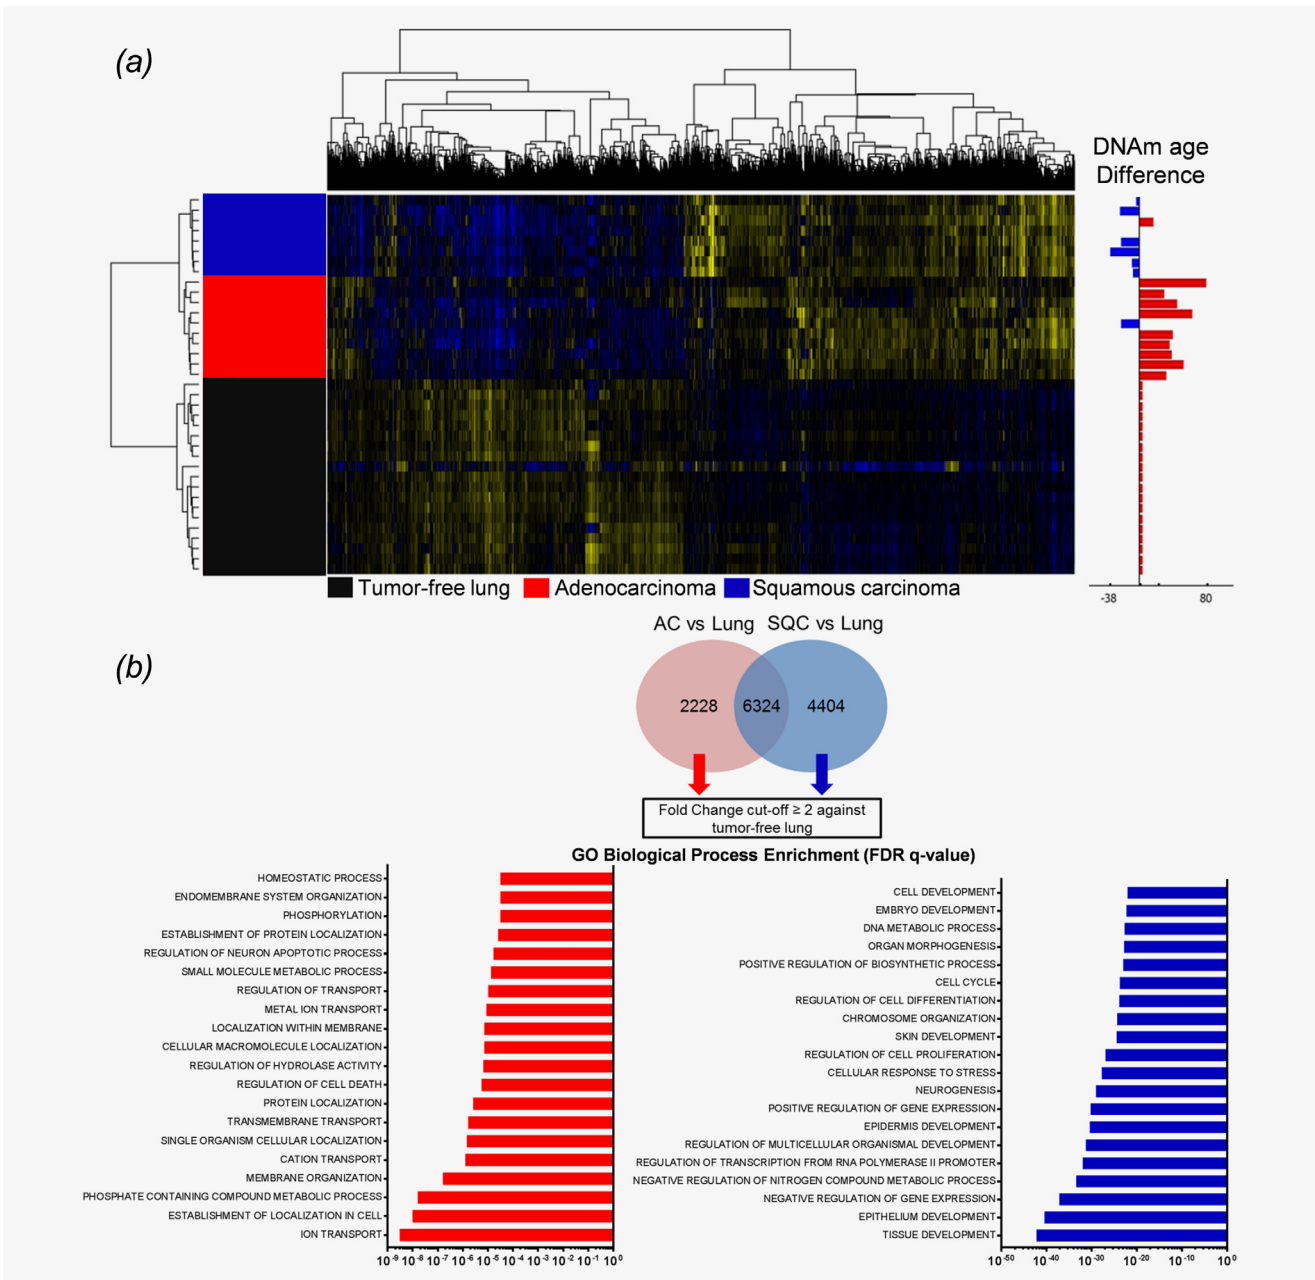 (a)
DNAm age
Difference
-38
80
Tumor-free lung
Adenocarcinoma
Squamous carcinoma
(b)
AC vs Lung
SQC vs Lung
2228
6324
4404
Fold Change cut-off ≥ 2 against
tumor-free lung
GO Biological Process Enrichment (FDR q-value)
HOMEOSTATIC PROCESS
ENDOMEMBRANE SYSTEM ORGANIZATION
PHOSPHORYLATION
ESTABLISHMENT OF PROTEIN LOCALIZATION
REGULATION OF NEURON APOPTOTIC PROCESS
SMALL MOLECULE METABOLIC PROCESS
REGULATION OF TRANSPORT
METAL ION TRANSPORT
LOCALIZATION WITHIN MEMBRANE
CELLULAR MACROMOLECULE LOCALIZATION
REGULATION OF HYDROLASE ACTIVITY
REGULATION OF CELL DEATH
PROTEIN LOCALIZATION
TRANSMEMBRANE TRANSPORT
SINGLE ORGANISM CELLULAR LOCALIZATION
CATION TRANSPORT
MEMBRANE ORGANIZATION
PHOSPHATE CONTAINING COMPOUND METABOLIC PROCESS
ESTABLISHMENT OF LOCALIZATION IN CELL
ION TRANSPORT
10⁻⁹ 10⁻⁸ 10⁻⁷ 10⁻⁶ 10⁻⁵ 10⁻⁴ 10⁻³ 10⁻² 10⁻¹ 10⁰
CELL DEVELOPMENT
EMBRYO DEVELOPMENT
DNA METABOLIC PROCESS
ORGAN MORPHOGENESIS
POSITIVE REGULATION OF BIOSYNTHETIC PROCESS
CELL CYCLE
REGULATION OF CELL DIFFERENTIATION
CHROMOSOME ORGANIZATION
SKIN DEVELOPMENT
REGULATION OF CELL PROLIFERATION
CELLULAR RESPONSE TO STRESS
NEUROGENESIS
POSITIVE REGULATION OF GENE EXPRESSION
EPIDERMIS DEVELOPMENT
REGULATION OF MULTICELLULAR ORGANISMAL DEVELOPMENT
REGULATION OF TRANSCRIPTION FROM RNA POLYMERASE II PROMOTER
NEGATIVE REGULATION OF NITROGEN COMPOUND METABOLIC PROCESS
NEGATIVE REGULATION OF GENE EXPRESSION
EPITHELIUM DEVELOPMENT
TISSUE DEVELOPMENT
10⁻⁵⁰ 10⁻⁴⁰ 10⁻³⁰ 10⁻²⁰ 10⁻¹⁰ 10⁰